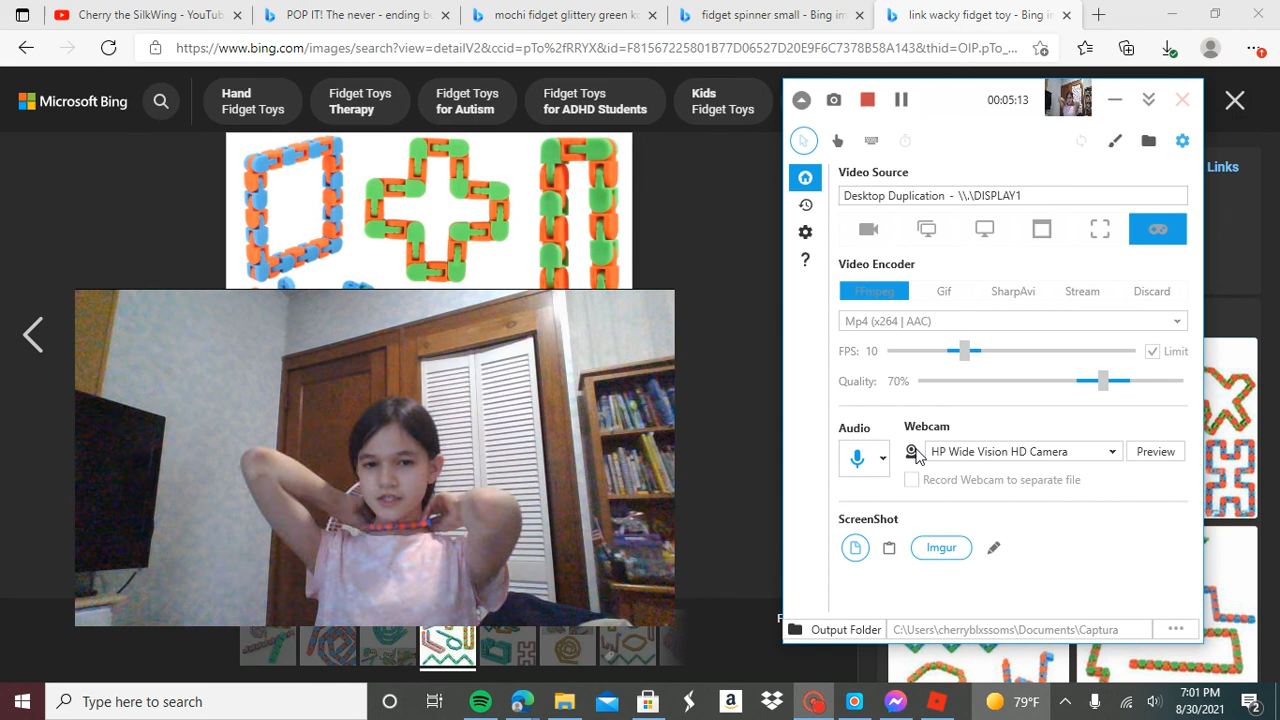 Cherry the SilkWing - YouTub
POP IT! The never - ending b
mochi fidget glittery green k
fidget spinner small - Bing im
link wacky fidget toy - Bing im
https://www.bing.com/images/search?view=detailV2&ccid=pTo%2fRRYX&id=F81567225801B77D06527D20E9F6C7378B58A143&thid=OIP.pTo_...
Microsoft Bing
Hand
Fidget Toys
Fidget Toys
Therapy
Fidget Toys
for Autism
Fidget Toys
for ADHD Students
Kids
Fidget Toys
00:05:13
Links
Video Source
Desktop Duplication - \\.\DISPLAY1
Video Encoder
FFmpeg
Gif
SharpAvi
Stream
Discard
Mp4 (x264 | AAC)
FPS: 10
Limit
Quality: 70%
Audio
Webcam
HP Wide Vision HD Camera
Preview
Record Webcam to separate file
ScreenShot
Imgur
Output Folder
C:\Users\cherryblxssoms\Documents\Captura
...
Type here to search
79°F
7:01 PM
8/30/2021
2